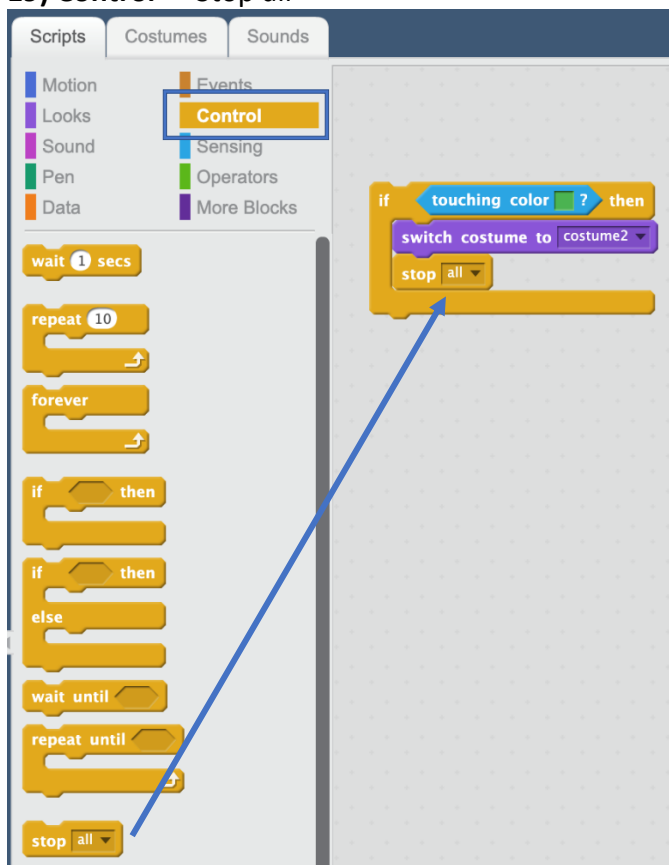 Scripts Costumes Sounds
Motion Events
Looks Control
Sound Sensing
Pen Operators
Data More Blocks
wait 1 secs
repeat 10
forever
if then
if then
else
wait until
repeat until
stop all
if touching color ? then
switch costume to costume2
stop all